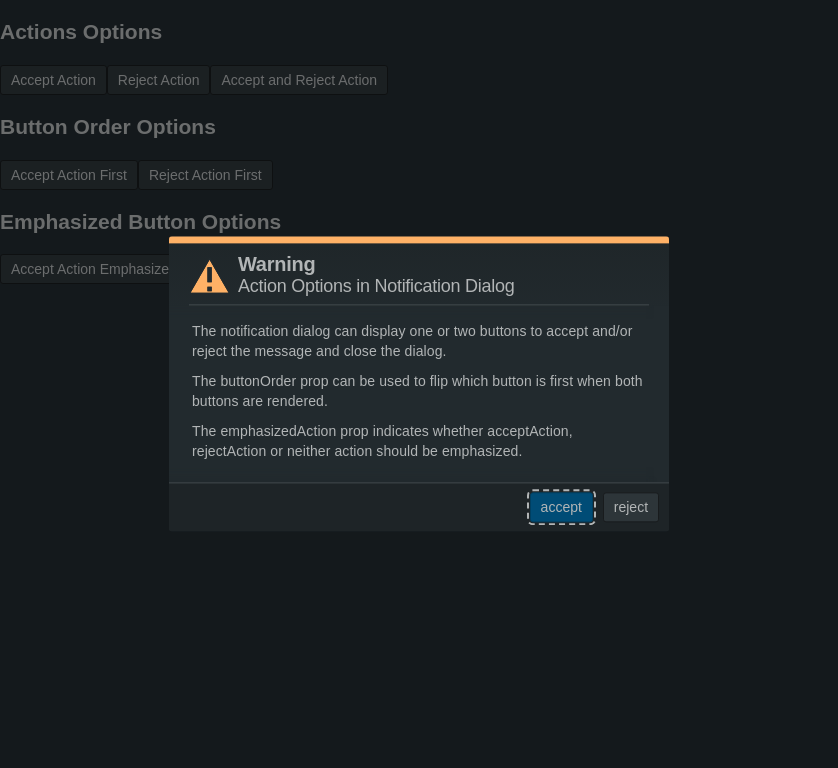 Actions Options
Accept Action Reject Action Accept and Reject Action
Button Order Options
Accept Action First Reject Action First
Emphasized Button Options
Accept Action Emphasize
Warning
Action Options in Notification Dialog
The notification dialog can display one or two buttons to accept and/or
reject the message and close the dialog.
The buttonOrder prop can be used to flip which button is first when both
buttons are rendered.
The emphasizedAction prop indicates whether acceptAction,
rejectAction or neither action should be emphasized.
accept reject